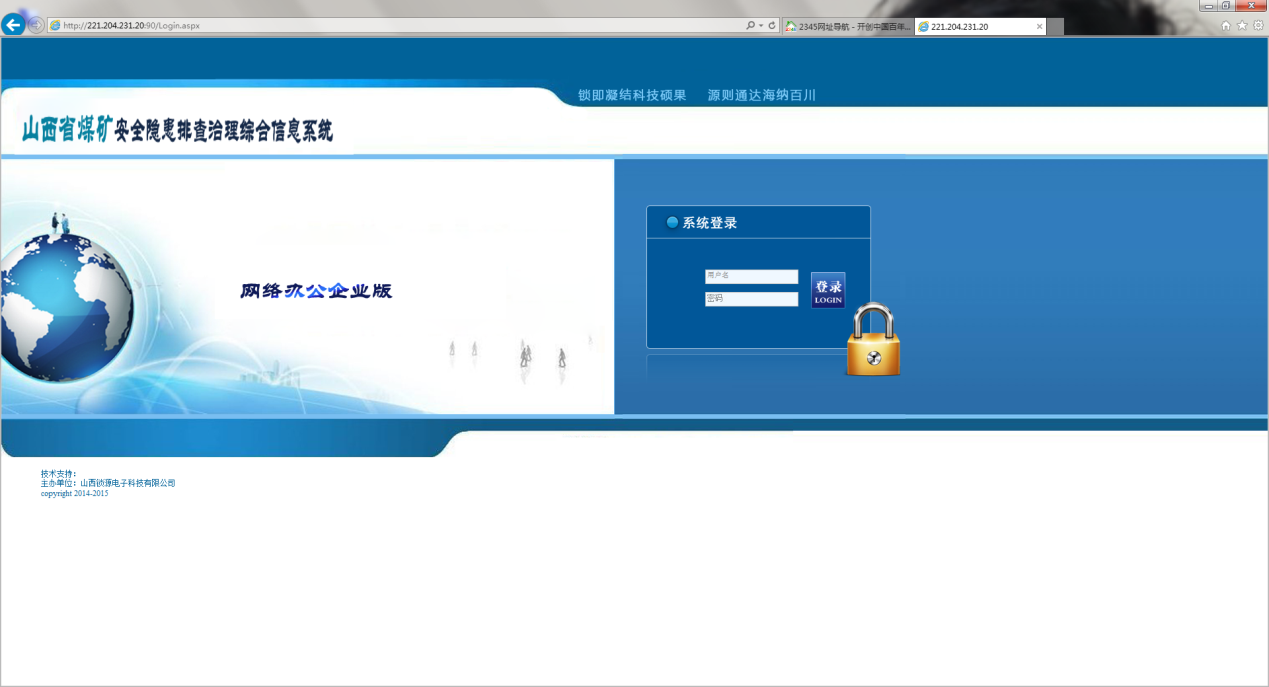 http://221.204.231.20:90/Login.aspx
2345网址导航 - 开创中国百年...
221.204.231.20
锁即凝结科技硕果 源则通达海纳百川
山西省煤矿安全隐患排查治理综合信息系统
系统登录
用户名
密码
登录
LOGIN
网络办公企业版
技术支持：
主办单位：山西锁源电子科技有限公司
copyright 2014-2015